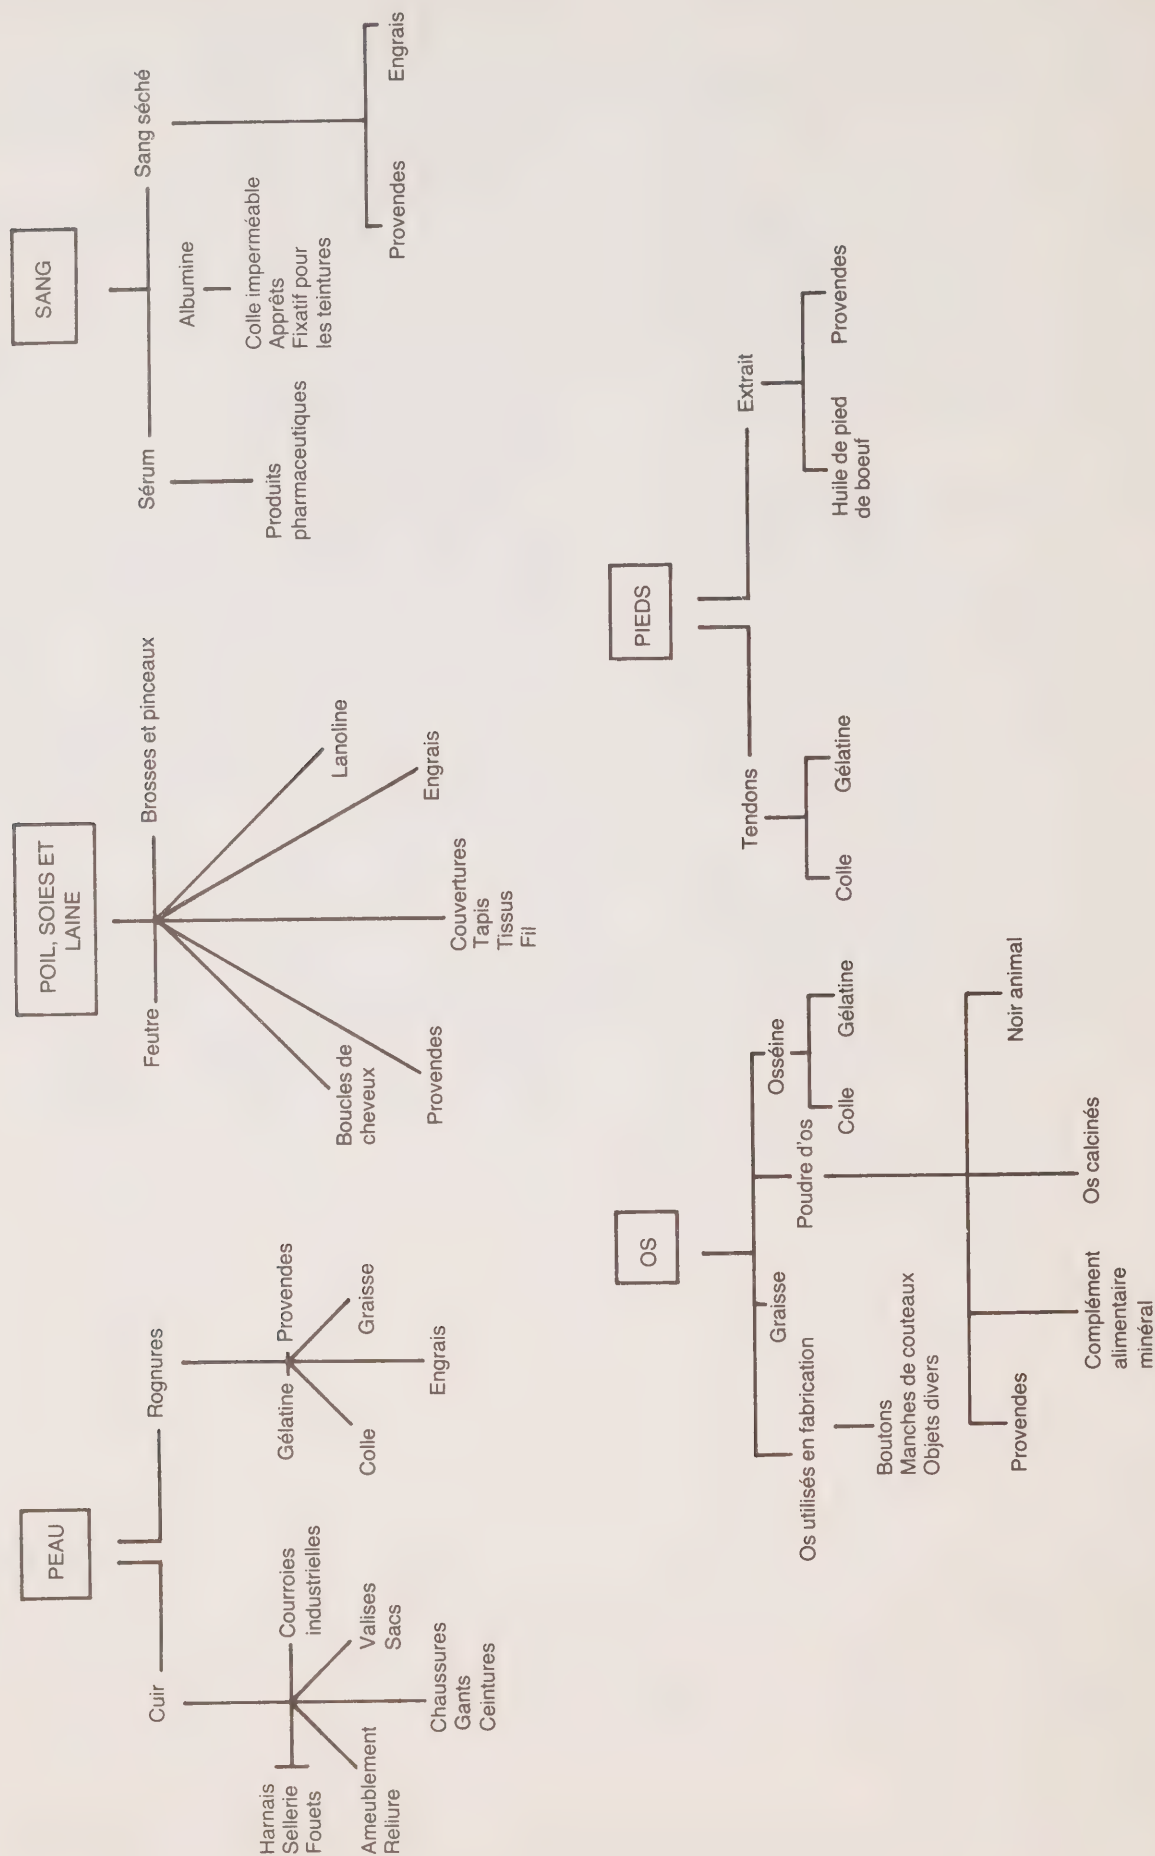 PEAU
Cuir
Rognures
Harnais
Sellerie
Fouets
Courroies
industrielles
Ameublement
Reliure
Valises
Sacs
Chaussures
Gants
Ceintures
Gélatine
Provendes
Colle
Graisse
Engrais
POIL, SOIES ET
LAINE
Feutre
Brosses et pinceaux
Boucles de
cheveux
Lanoline
Provendes
Engrais
Couvertures
Tapis
Tissus
Fil
SANG
Sérum
Sang séché
Albumine
Produits
pharmaceutiques
Colle imperméable
Apprêts
Fixatif pour
les teintures
Provendes
Engrais
OS
Os utilisés en fabrication
Graisse
Poudre d'os
Osséine
Boutons
Manches de couteaux
Objets divers
Colle
Gélatine
Provendes
Complément
alimentaire
minéral
Os calcinés
Noir animal
PIEDS
Tendons
Extrait
Colle
Gélatine
Huile de pied
de boeuf
Provendes